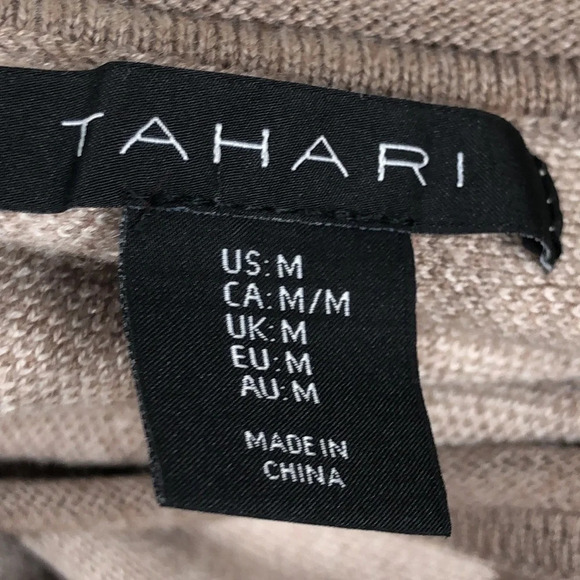 TAHARI
US: M
CA: M/M
UK: M
EU: M
AU: M
MADE IN
CHINA